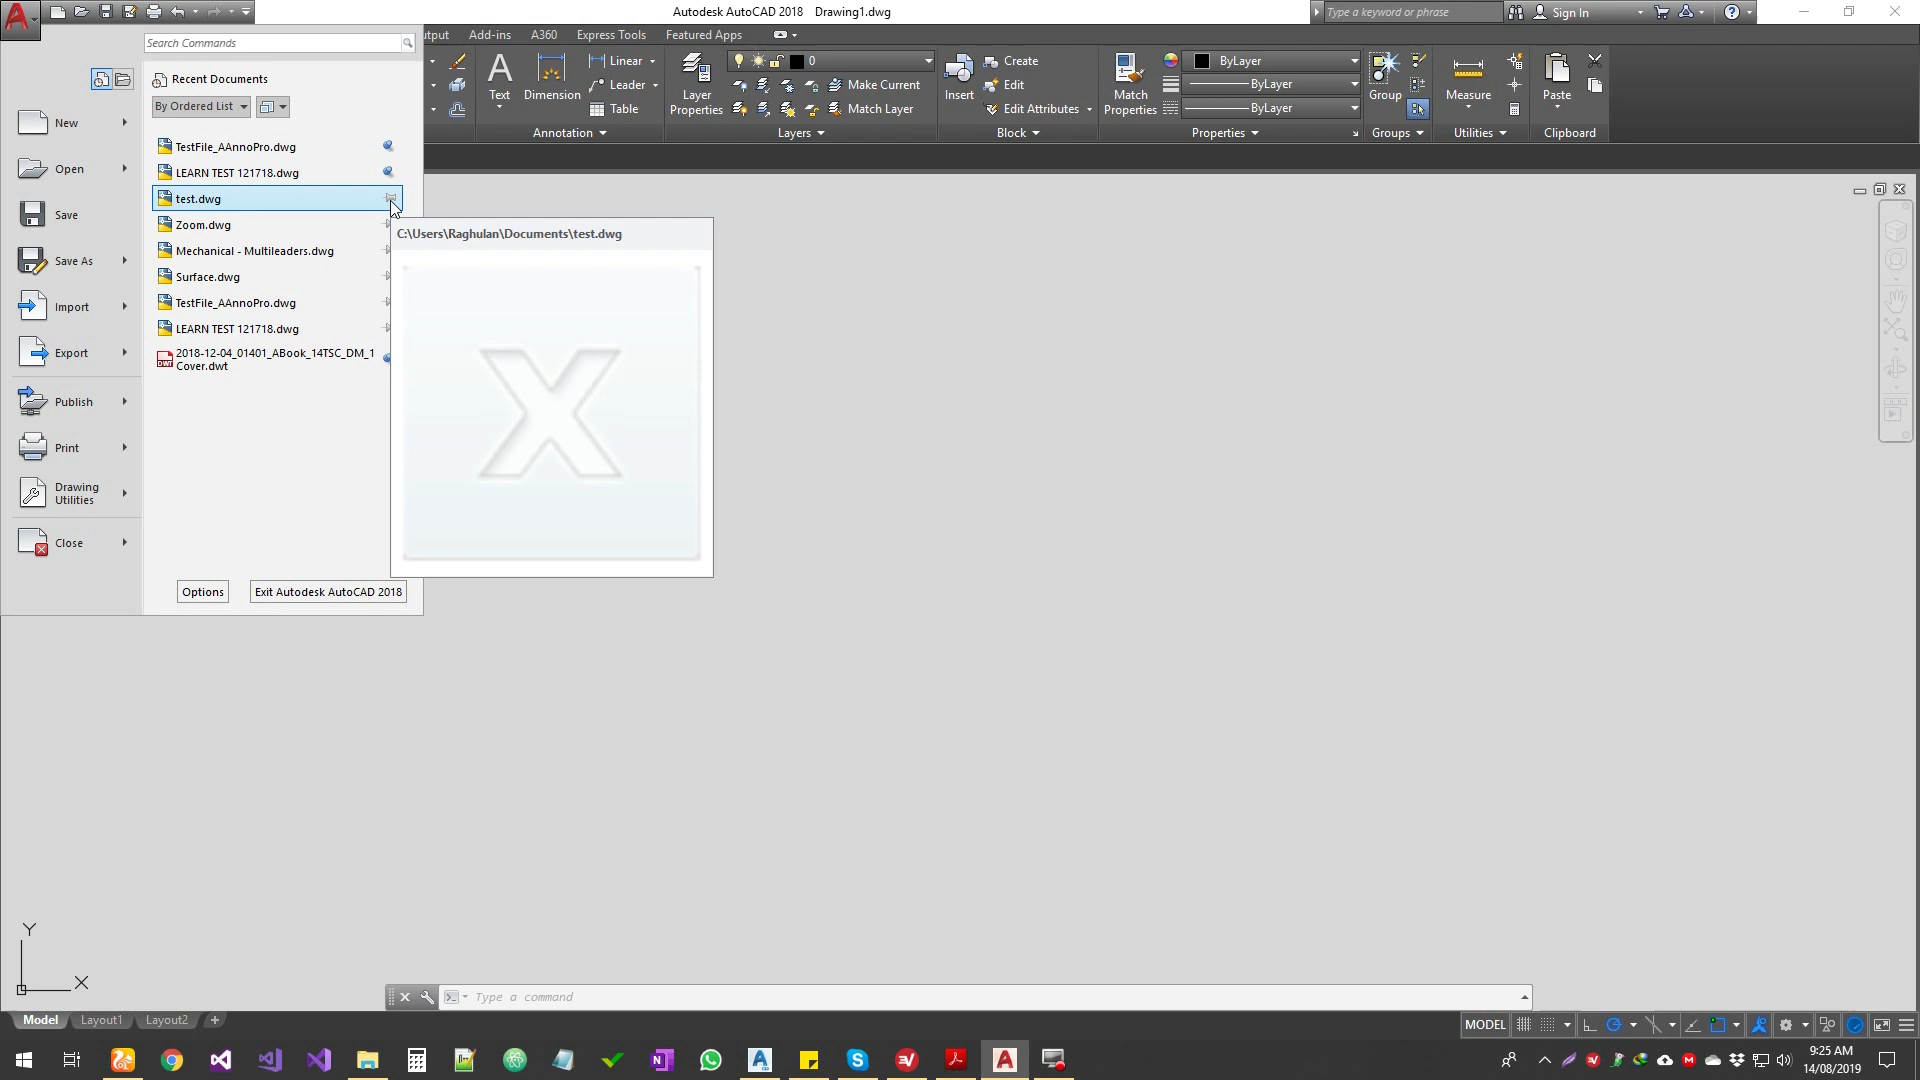 Autodesk AutoCAD 2018 Drawing1.dwg
Type a keyword or phrase
Sign In
Search Commands
Add-ins
A360
Express Tools
Featured Apps
Recent Documents
By Ordered List
New
Open
Save
Save As
Import
Export
Publish
Print
Drawing
Utilities
Close
TestFile_AAnnoPro.dwg
LEARN TEST 121718.dwg
test.dwg
Zoom.dwg
Mechanical - Multileaders.dwg
Surface.dwg
TestFile_AAnnoPro.dwg
LEARN TEST 121718.dwg
2018-12-04_01401_ABook_14TSC_DM_1
Cover.dwt
Options
Exit Autodesk AutoCAD 2018
C:\Users\Raghulan\Documents\test.dwg
X
Text
Dimension
Linear
Leader
Table
Annotation
Layer
Properties
0
Make Current
Match Layer
Layers
Insert
Create
Edit
Edit Attributes
Block
Match
Properties
ByLayer
ByLayer
ByLayer
Properties
Group
Groups
Measure
Utilities
Paste
Clipboard
Y
X
Type a command
Model
Layout1
Layout2
MODEL
9:25 AM
14/08/2019